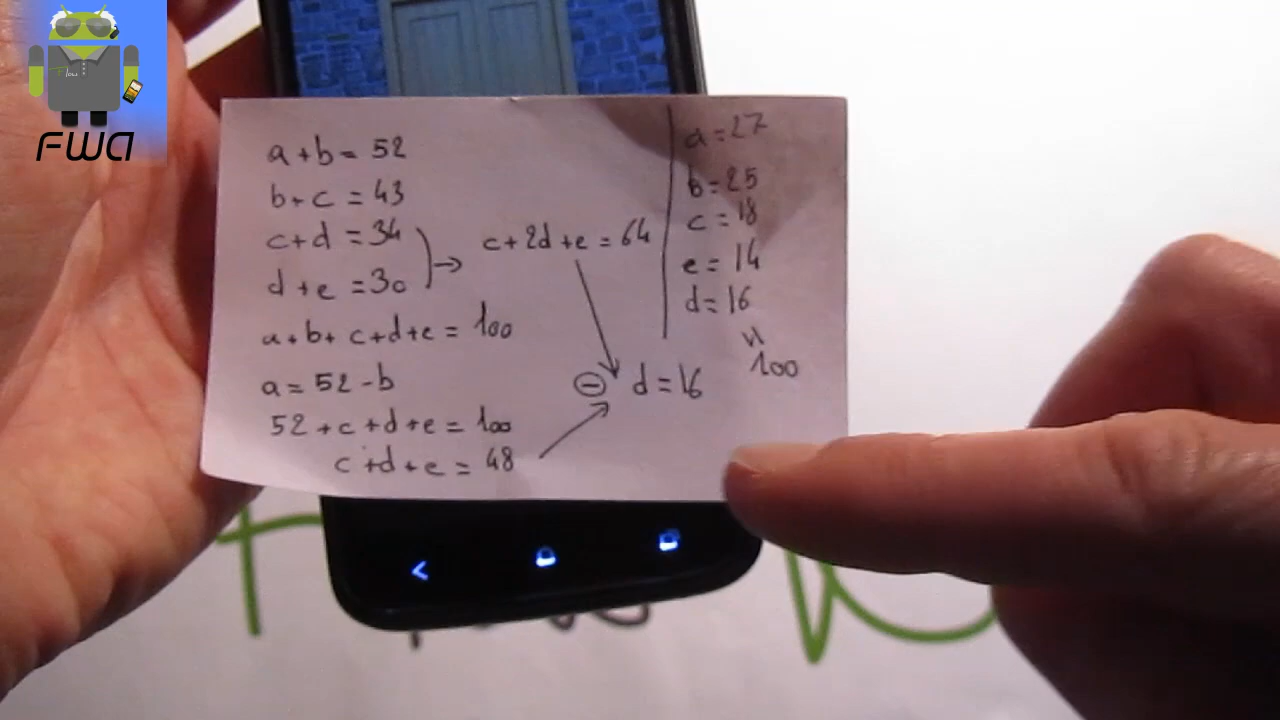 Flow
FWA
a+b = 52
b+c = 43
c+d = 34
d+e = 30
c+2d+e = 64
a+b+c+d+e = 100
a = 52-b
52+c+d+e = 100
c+d+e = 48
⊖ d = 16
a = 27
b = 25
c = 18
e = 14
d = 16
100